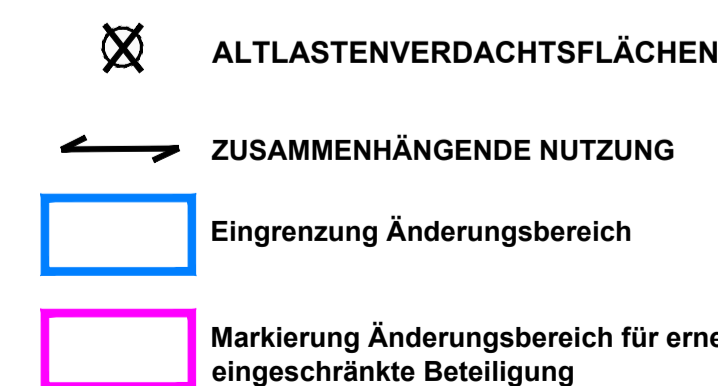 ALTLASTENVERDACHTSFLÄCHEN
ZUSAMMENHÄNGENDE NUTZUNG
Eingrenzung Änderungsbereich
Markierung Änderungsbereich für erne
eingeschränkte Beteiligung